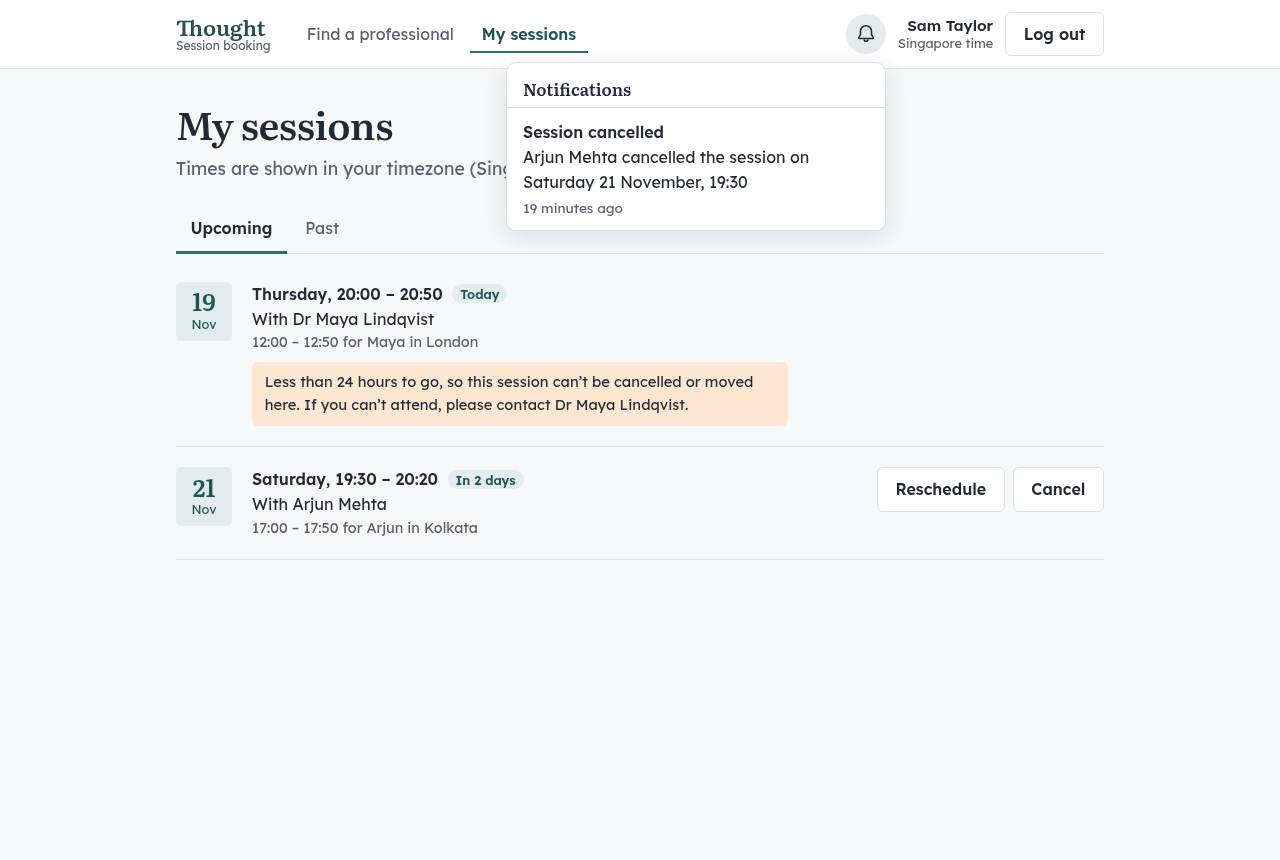 Thought
Session booking
Find a professional
My sessions
Sam Taylor
Singapore time
Log out
Notifications
Session cancelled
Arjun Mehta cancelled the session on
Saturday 21 November, 19:30
19 minutes ago
My sessions
Times are shown in your timezone
Upcoming
Past
19
Nov
Thursday, 20:00 – 20:50
Today
With Dr Maya Lindqvist
12:00 – 12:50 for Maya in London
Less than 24 hours to go, so this session can’t be cancelled or moved
here. If you can’t attend, please contact Dr Maya Lindqvist.
21
Nov
Saturday, 19:30 – 20:20
In 2 days
With Arjun Mehta
17:00 – 17:50 for Arjun in Kolkata
Reschedule
Cancel